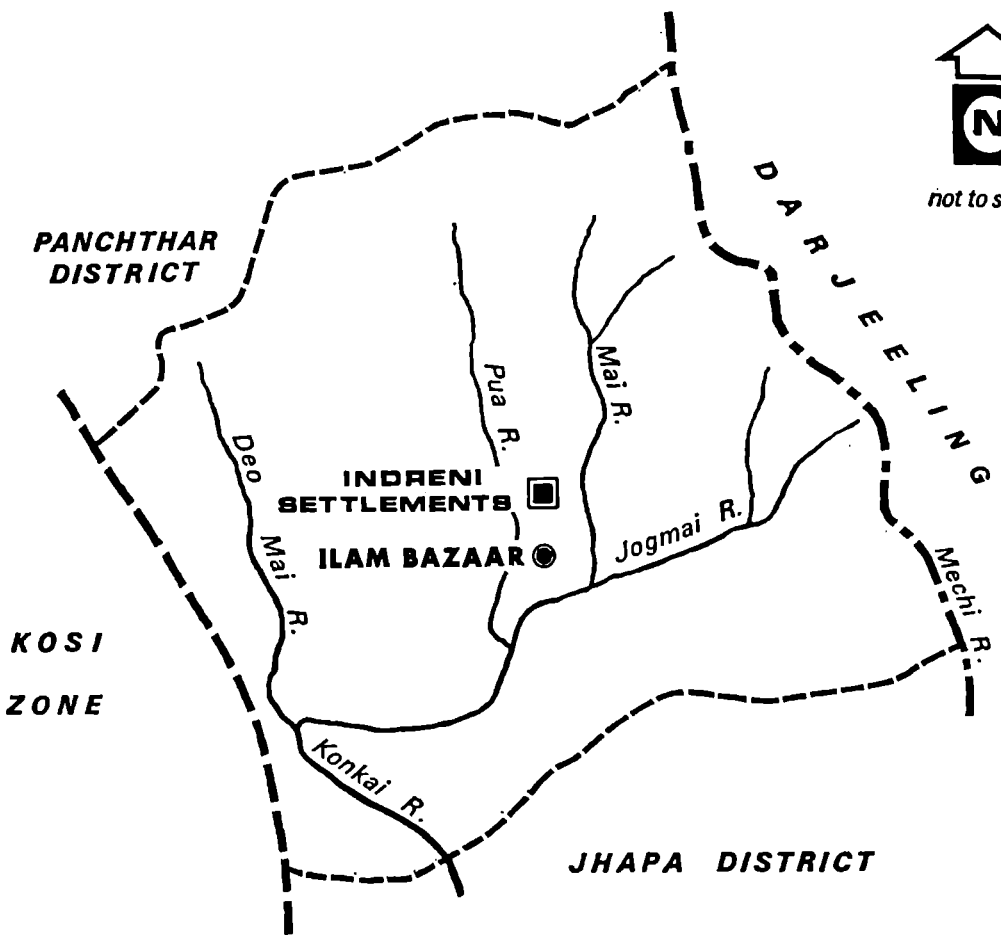 N
not to s
DARJEELING
PANCHTHAR
DISTRICT
Pua R.
Mai R.
Deo Mai R.
INDRENI
SETTLEMENTS
ILAM BAZAAR
Jogmai R.
Mechi R.
KOSI
ZONE
Konkai R.
JHAPA DISTRICT